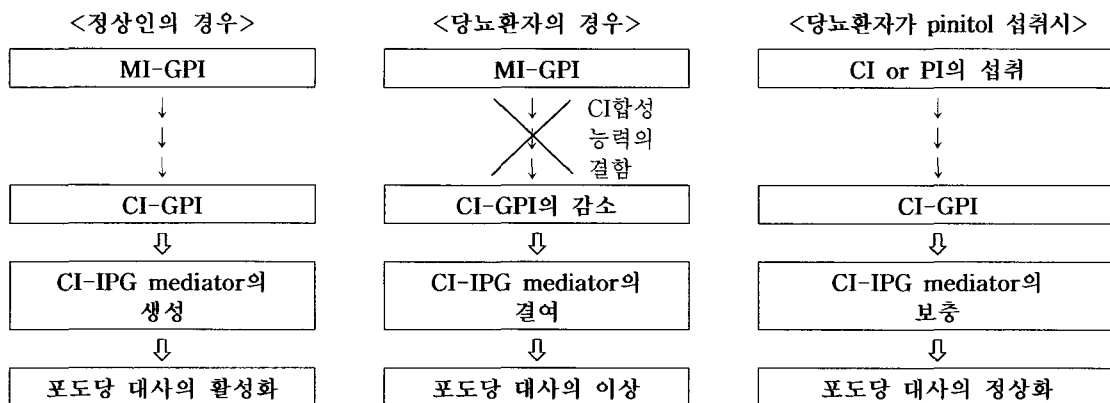 <정상인의 경우>
MI-GPI
↓
↓
↓
CI-GPI
⇩
CI-IPG mediator의
생성
⇩
포도당 대사의 활성화
<당뇨환자의 경우>
MI-GPI
↓
↓
↓
CI합성
능력의
결함
CI-GPI의 감소
⇩
CI-IPG mediator의
결여
⇩
포도당 대사의 이상
<당뇨환자가 pinitol 섭취시>
CI or PI의 섭취
↓
↓
↓
CI-GPI
⇩
CI-IPG mediator의
보충
⇩
포도당 대사의 정상화